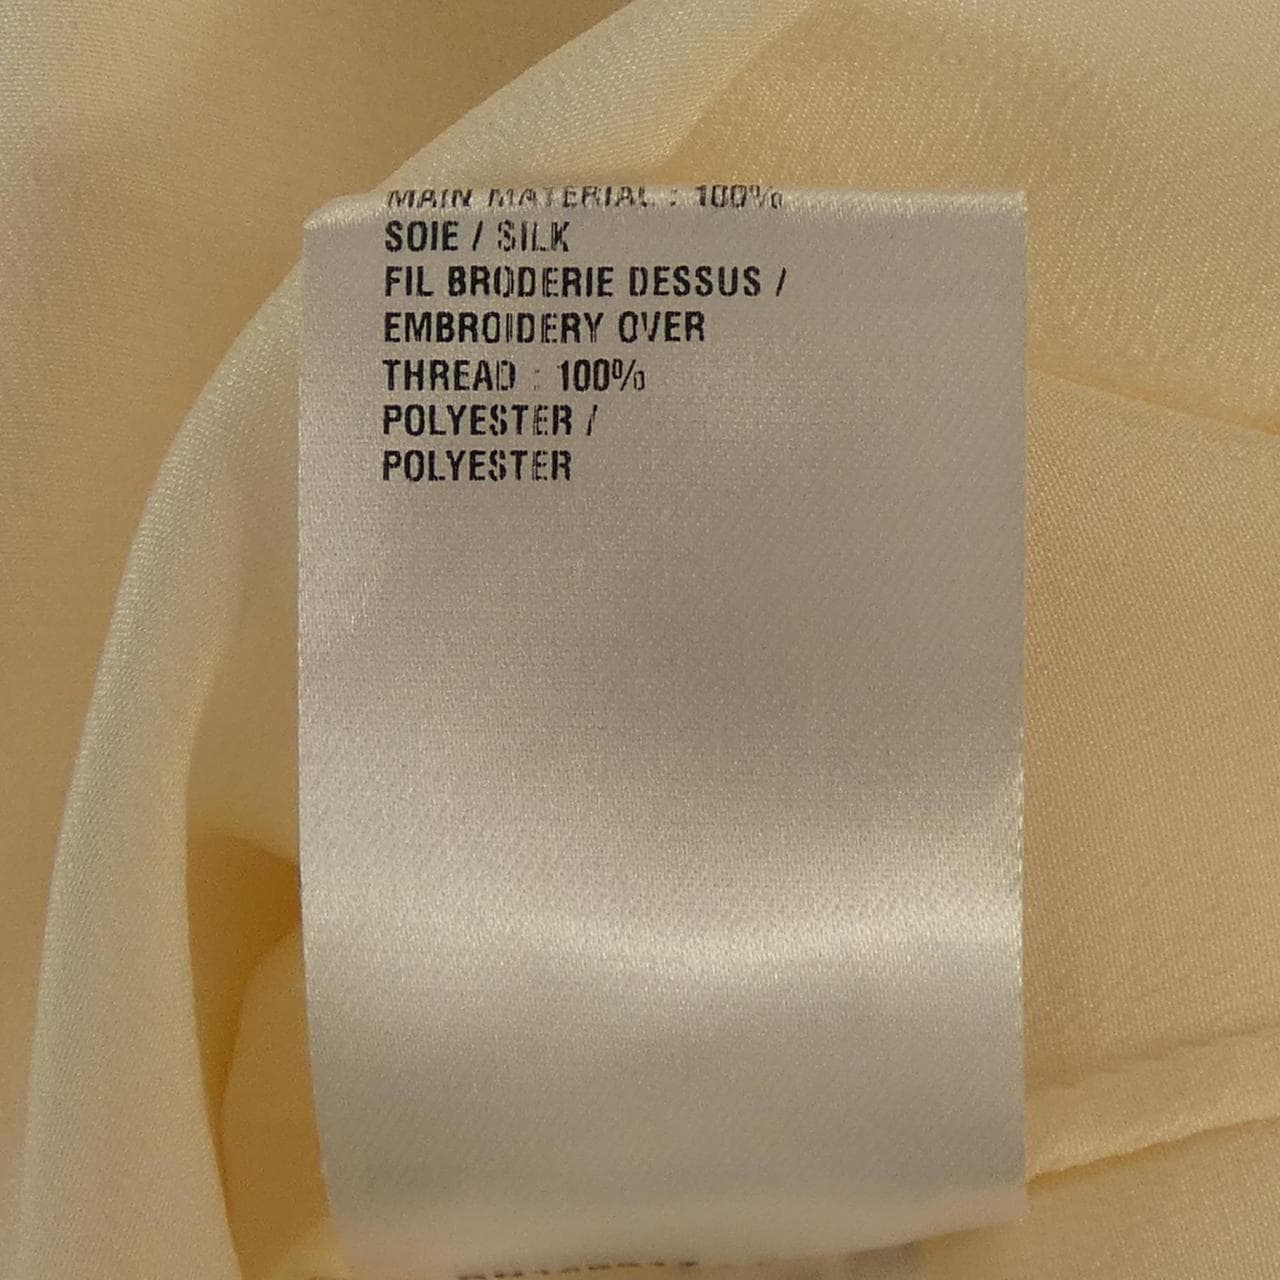 MAIN MATERIAL : 100%
SOIE / SILK
FIL BRODERIE DESSUS /
EMBROIDERY OVER
THREAD : 100%
POLYESTER /
POLYESTER